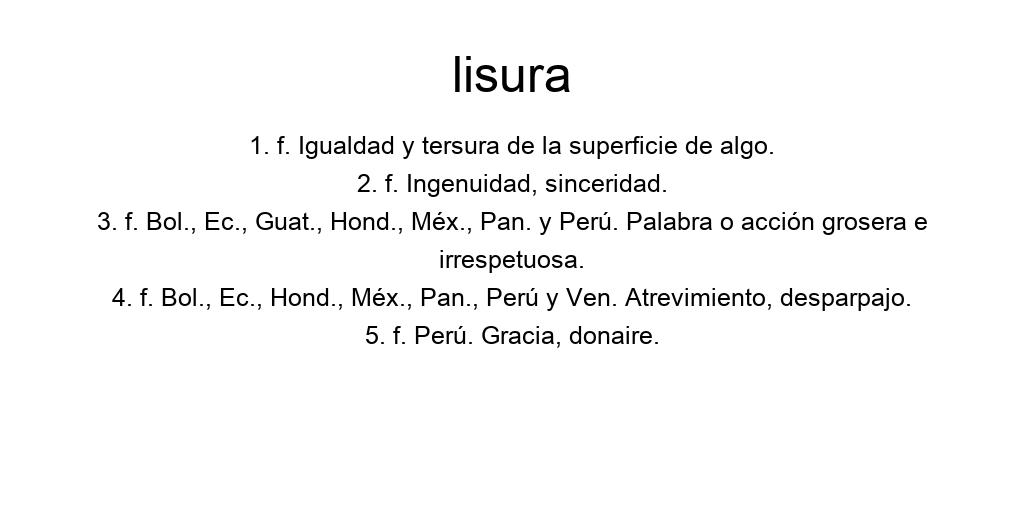 lisura
1. f. Igualdad y tersura de la superficie de algo.
2. f. Ingenuidad, sinceridad.
3. f. Bol., Ec., Guat., Hond., Méx., Pan. y Perú. Palabra o acción grosera e
irrespetuosa.
4. f. Bol., Ec., Hond., Méx., Pan., Perú y Ven. Atrevimiento, desparpajo.
5. f. Perú. Gracia, donaire.